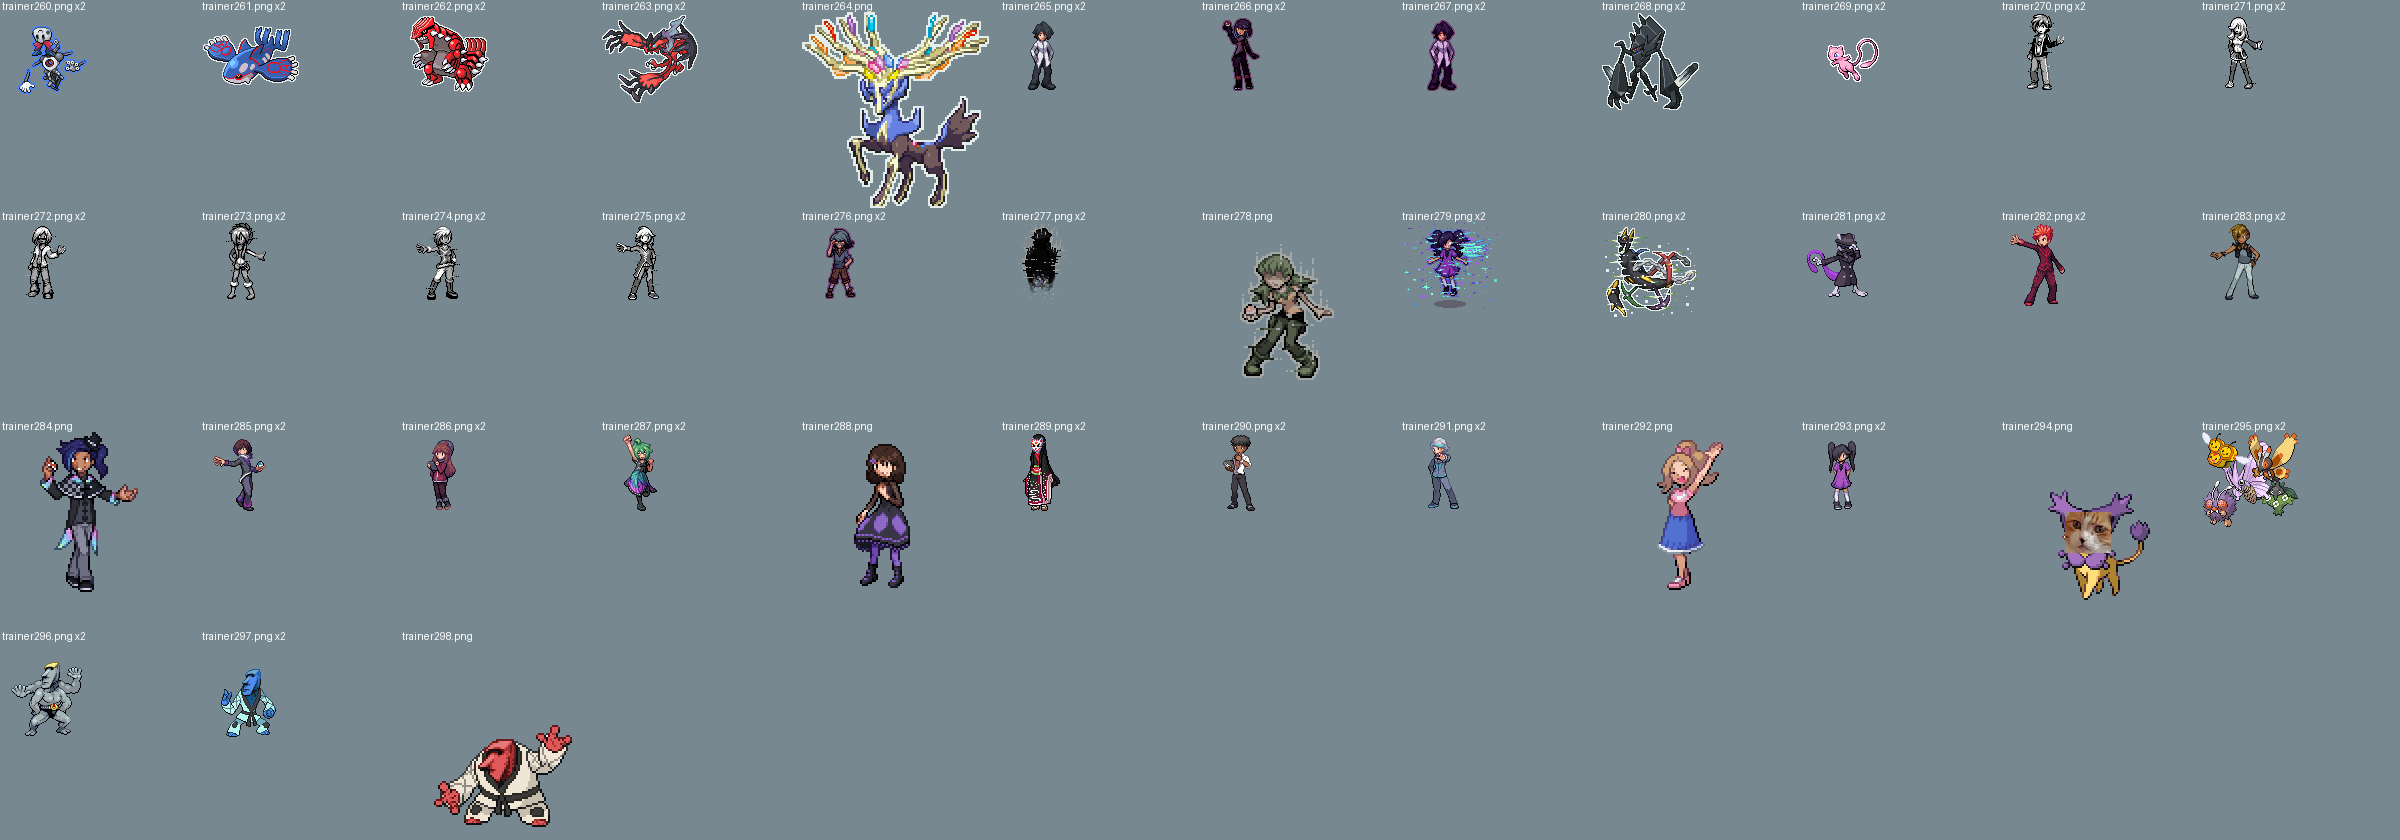 trainer260.png x2
trainer261.png x2
trainer262.png x2
trainer263.png x2
trainer264.png
trainer265.png x2
trainer266.png x2
trainer267.png x2
trainer268.png x2
trainer269.png x2
trainer270.png x2
trainer271.png x2
trainer272.png x2
trainer273.png x2
trainer274.png x2
trainer275.png x2
trainer276.png x2
trainer277.png x2
trainer278.png
trainer279.png x2
trainer280.png x2
trainer281.png x2
trainer282.png x2
trainer283.png x2
trainer284.png
trainer285.png x2
trainer286.png x2
trainer287.png x2
trainer288.png
trainer289.png x2
trainer290.png x2
trainer291.png x2
trainer292.png
trainer293.png x2
trainer294.png
trainer295.png x2
trainer296.png x2
trainer297.png x2
trainer298.png